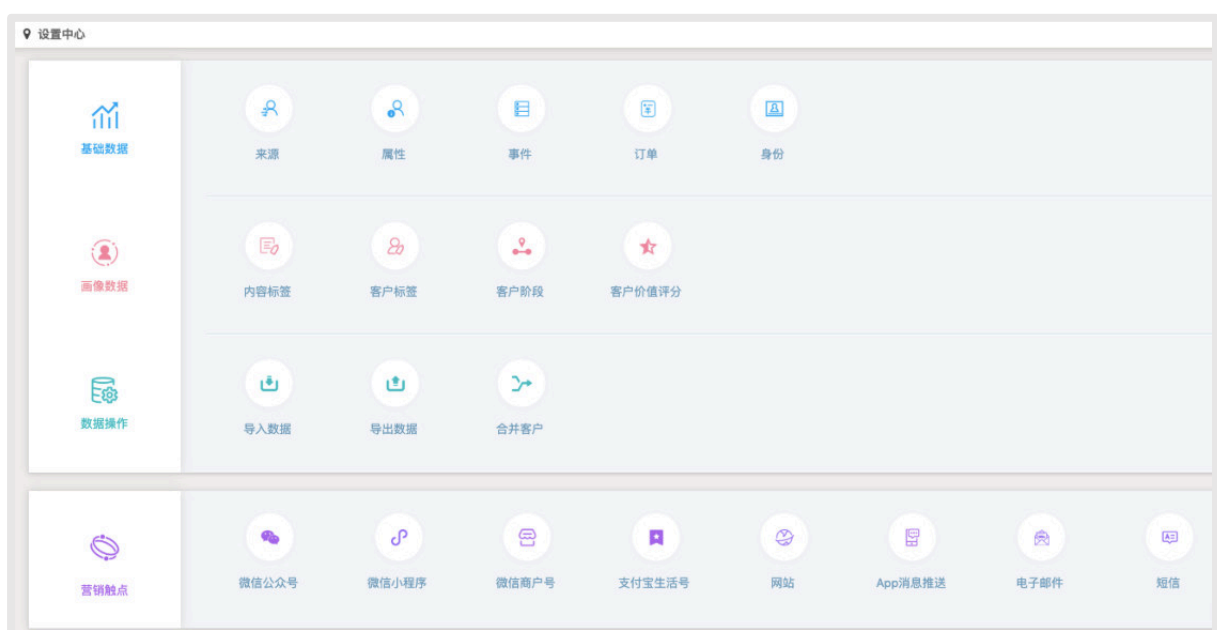 设置中心
基础数据
来源 属性 事件 订单 身份
画像数据
内容标签 客户标签 客户阶段 客户价值评分
数据操作
导入数据 导出数据 合并客户
营销触点
微信公众号 微信小程序 微信商户号 支付宝生活号 网站 App消息推送 电子邮件 短信